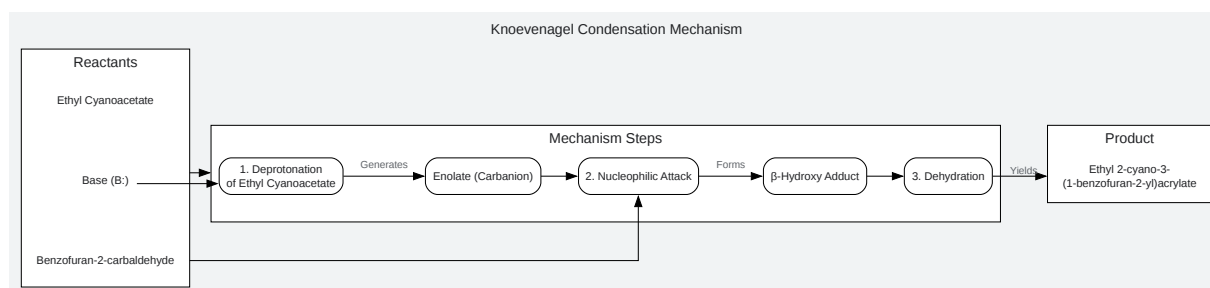 Knoevenagel Condensation Mechanism
Reactants
Ethyl Cyanoacetate
Base (B:)
Benzofuran-2-carbaldehyde
Mechanism Steps
1. Deprotonation
of Ethyl Cyanoacetate
Generates
Enolate (Carbanion)
2. Nucleophilic Attack
Forms
β-Hydroxy Adduct
3. Dehydration
Yields
Product
Ethyl 2-cyano-3-
(1-benzofuran-2-yl)acrylate